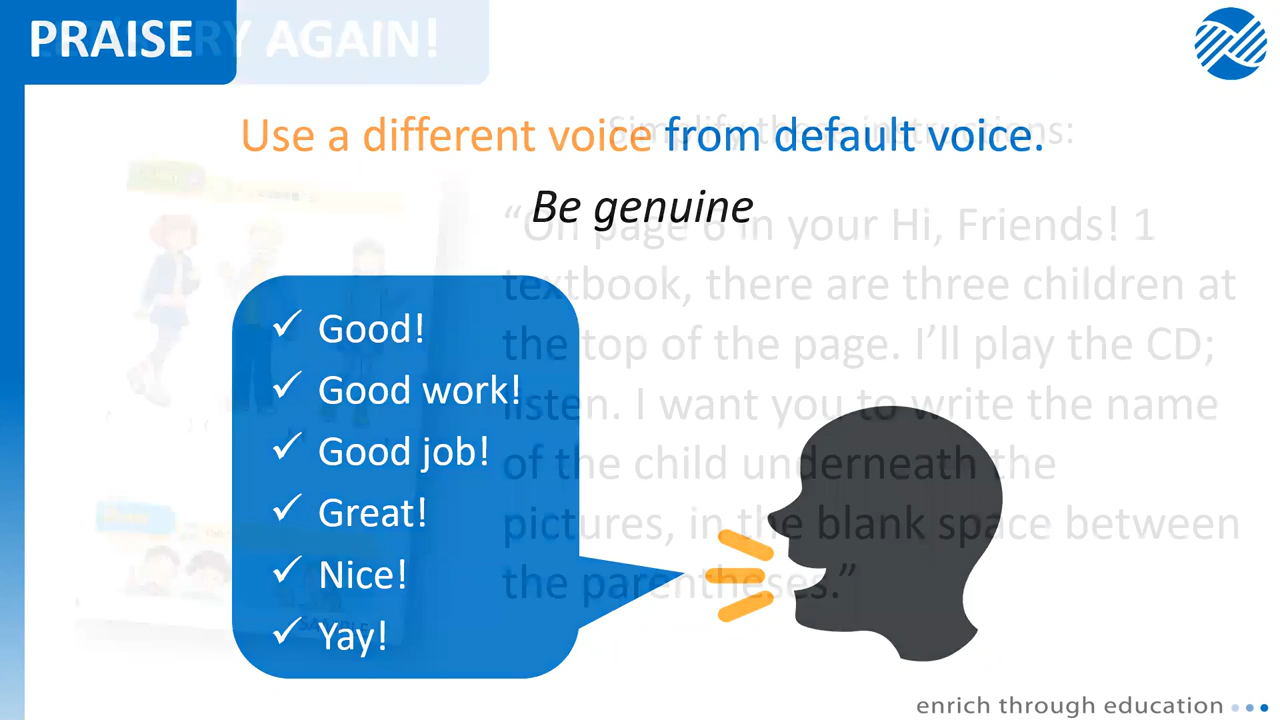 PRAISE
RY AGAIN!
Use a different voice from default voice.
Simplify these instructions:
Be genuine
“On page 6 in your Hi, Friends! 1
textbook, there are three children at
the top of the page. I’ll play the CD;
listen. I want you to write the name
of the child underneath the
pictures, in the blank space between
the parentheses.”
✓ Good!
✓ Good work!
✓ Good job!
✓ Great!
✓ Nice!
✓ Yay!
SAMPLE
enrich through education